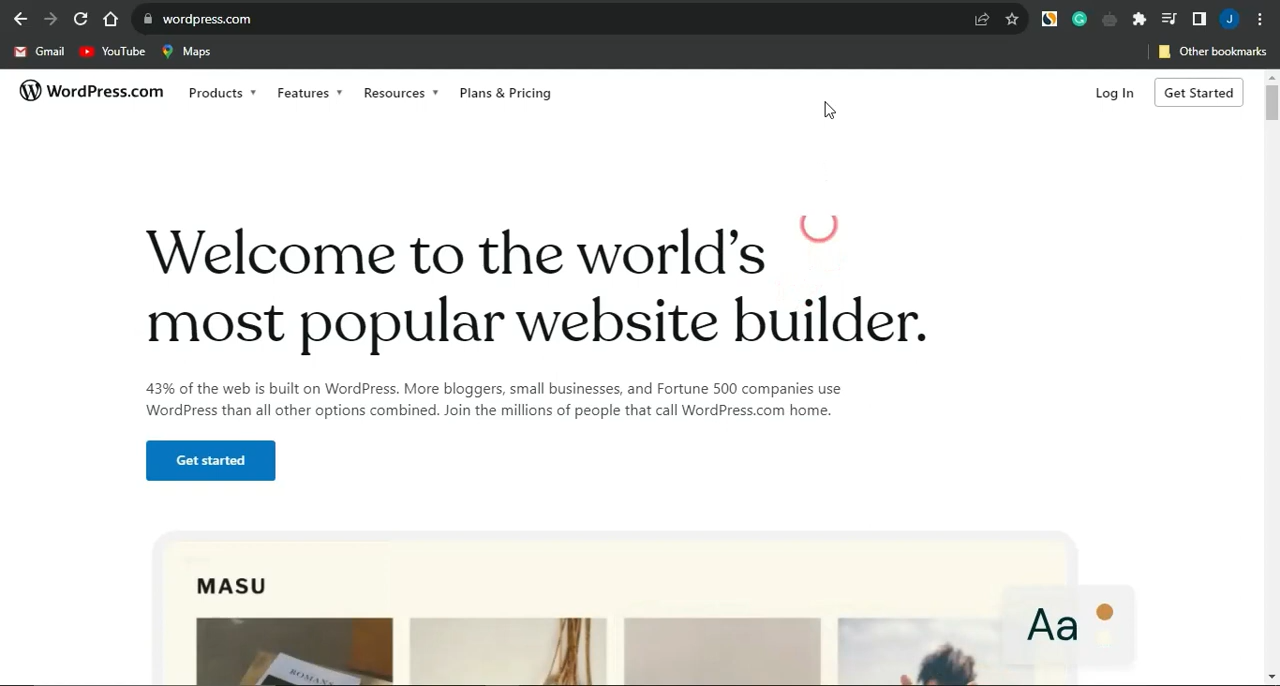 wordpress.com
J
Gmail YouTube Maps Other bookmarks
WordPress.com Products Features Resources Plans & Pricing Log In Get Started
Welcome to the world’s
most popular website builder.
43% of the web is built on WordPress. More bloggers, small businesses, and Fortune 500 companies use
WordPress than all other options combined. Join the millions of people that call WordPress.com home.
Get started
MASU
Aa